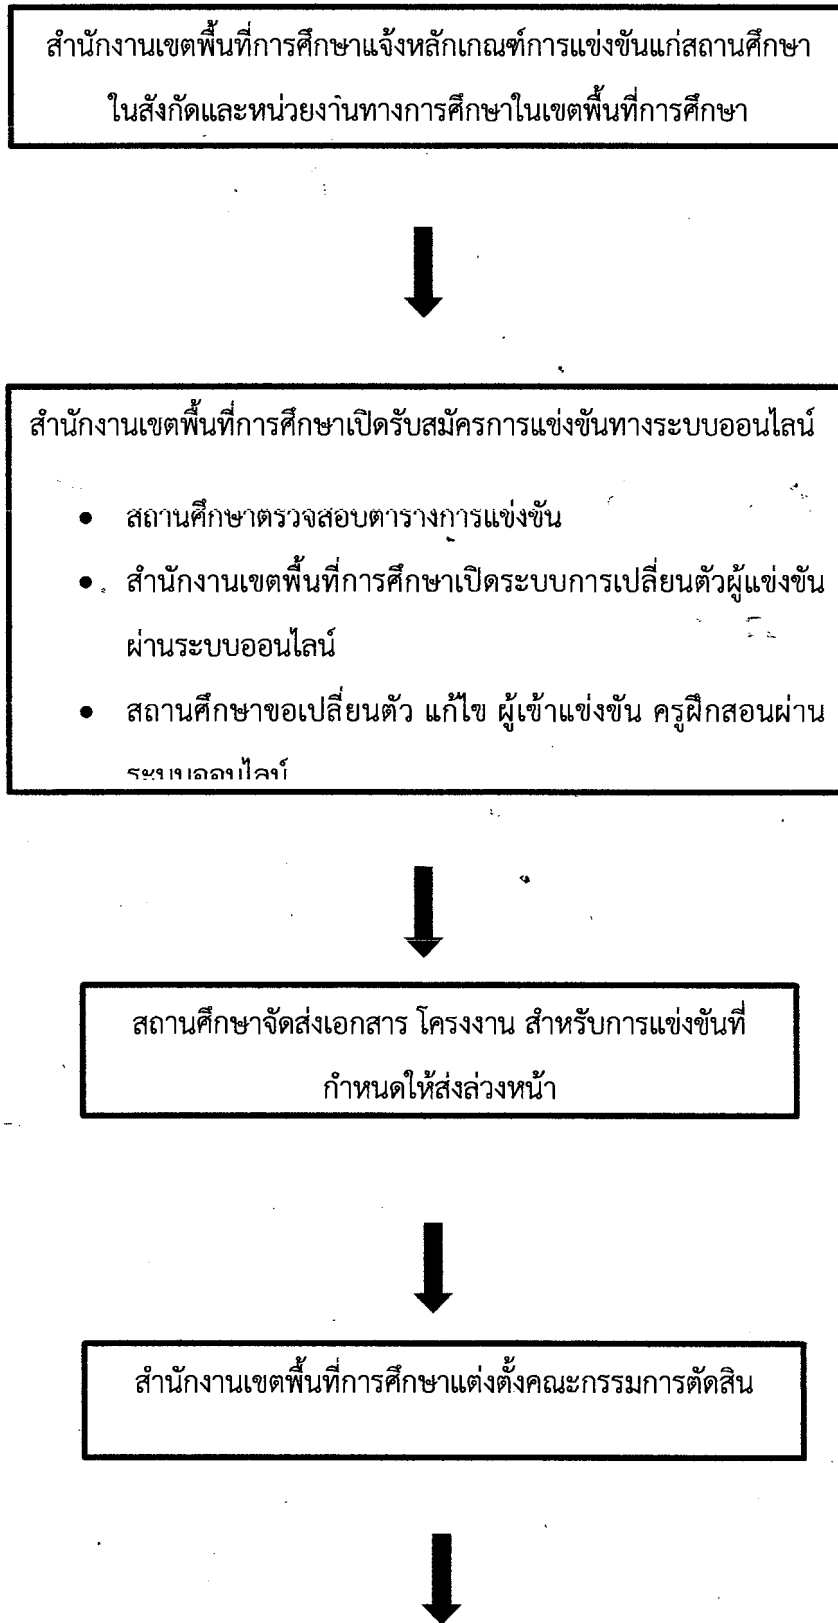 สำนักงานเขตพื้นที่การศึกษาแจ้งหลักเกณฑ์การแข่งขันแก่สถานศึกษา
ในสังกัดและหน่วยงานทางการศึกษาในเขตพื้นที่การศึกษา
สำนักงานเขตพื้นที่การศึกษาเปิดรับสมัครการแข่งขันทางระบบออนไลน์
• สถานศึกษาตรวจสอบตารางการแข่งขัน
• สำนักงานเขตพื้นที่การศึกษาเปิดระบบการเปลี่ยนตัวผู้แข่งขัน
ผ่านระบบออนไลน์
• สถานศึกษาขอเปลี่ยนตัว แก้ไข ผู้เข้าแข่งขัน ครูฝึกสอนผ่าน
ระบบออนไลน์
สถานศึกษาจัดส่งเอกสาร โครงงาน สำหรับการแข่งขันที่
กำหนดให้ส่งล่วงหน้า
สำนักงานเขตพื้นที่การศึกษาแต่งตั้งคณะกรรมการตัดสิน